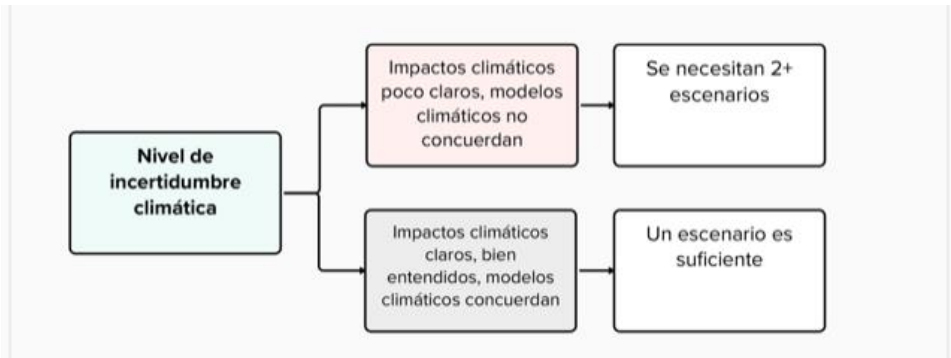 Nivel de
incertidumbre
climática
Impactos climáticos
poco claros, modelos
climáticos no
concuerdan
Se necesitan 2+
escenarios
Impactos climáticos
claros, bien
entendidos, modelos
climáticos concuerdan
Un escenario es
suficiente